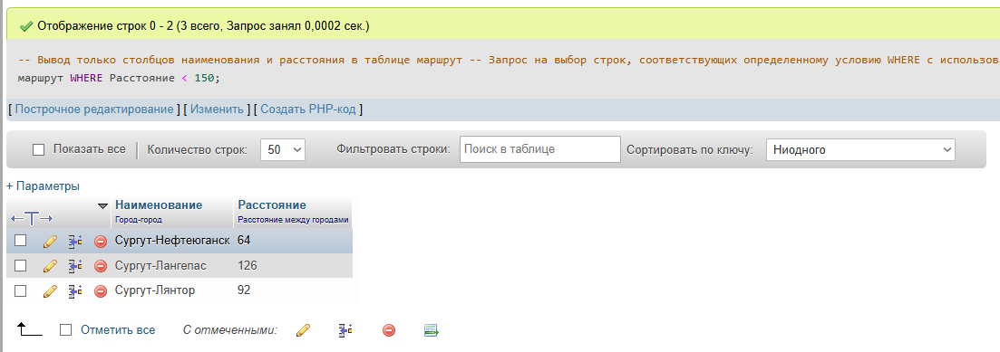 Отображение строк 0 - 2 (3 всего, Запрос занял 0,0002 сек.)
-- Вывод только столбцов наименования и расстояния в таблице маршрут -- Запрос на выбор строк, соответствующих определенному условию WHERE с использов
маршрут WHERE Расстояние < 150;
[ Построчное редактирование ] [ Изменить ] [ Создать PHP-код ]
Показать все | Количество строк: 50 Фильтровать строки: Поиск в таблице Сортировать по ключу: Ниодного
+ Параметры
Наименование Расстояние
Город-город Расстояние между городами
Сургут-Нефтеюганск 64
Сургут-Лангепас 126
Сургут-Лянтор 92
Отметить все С отмеченными: